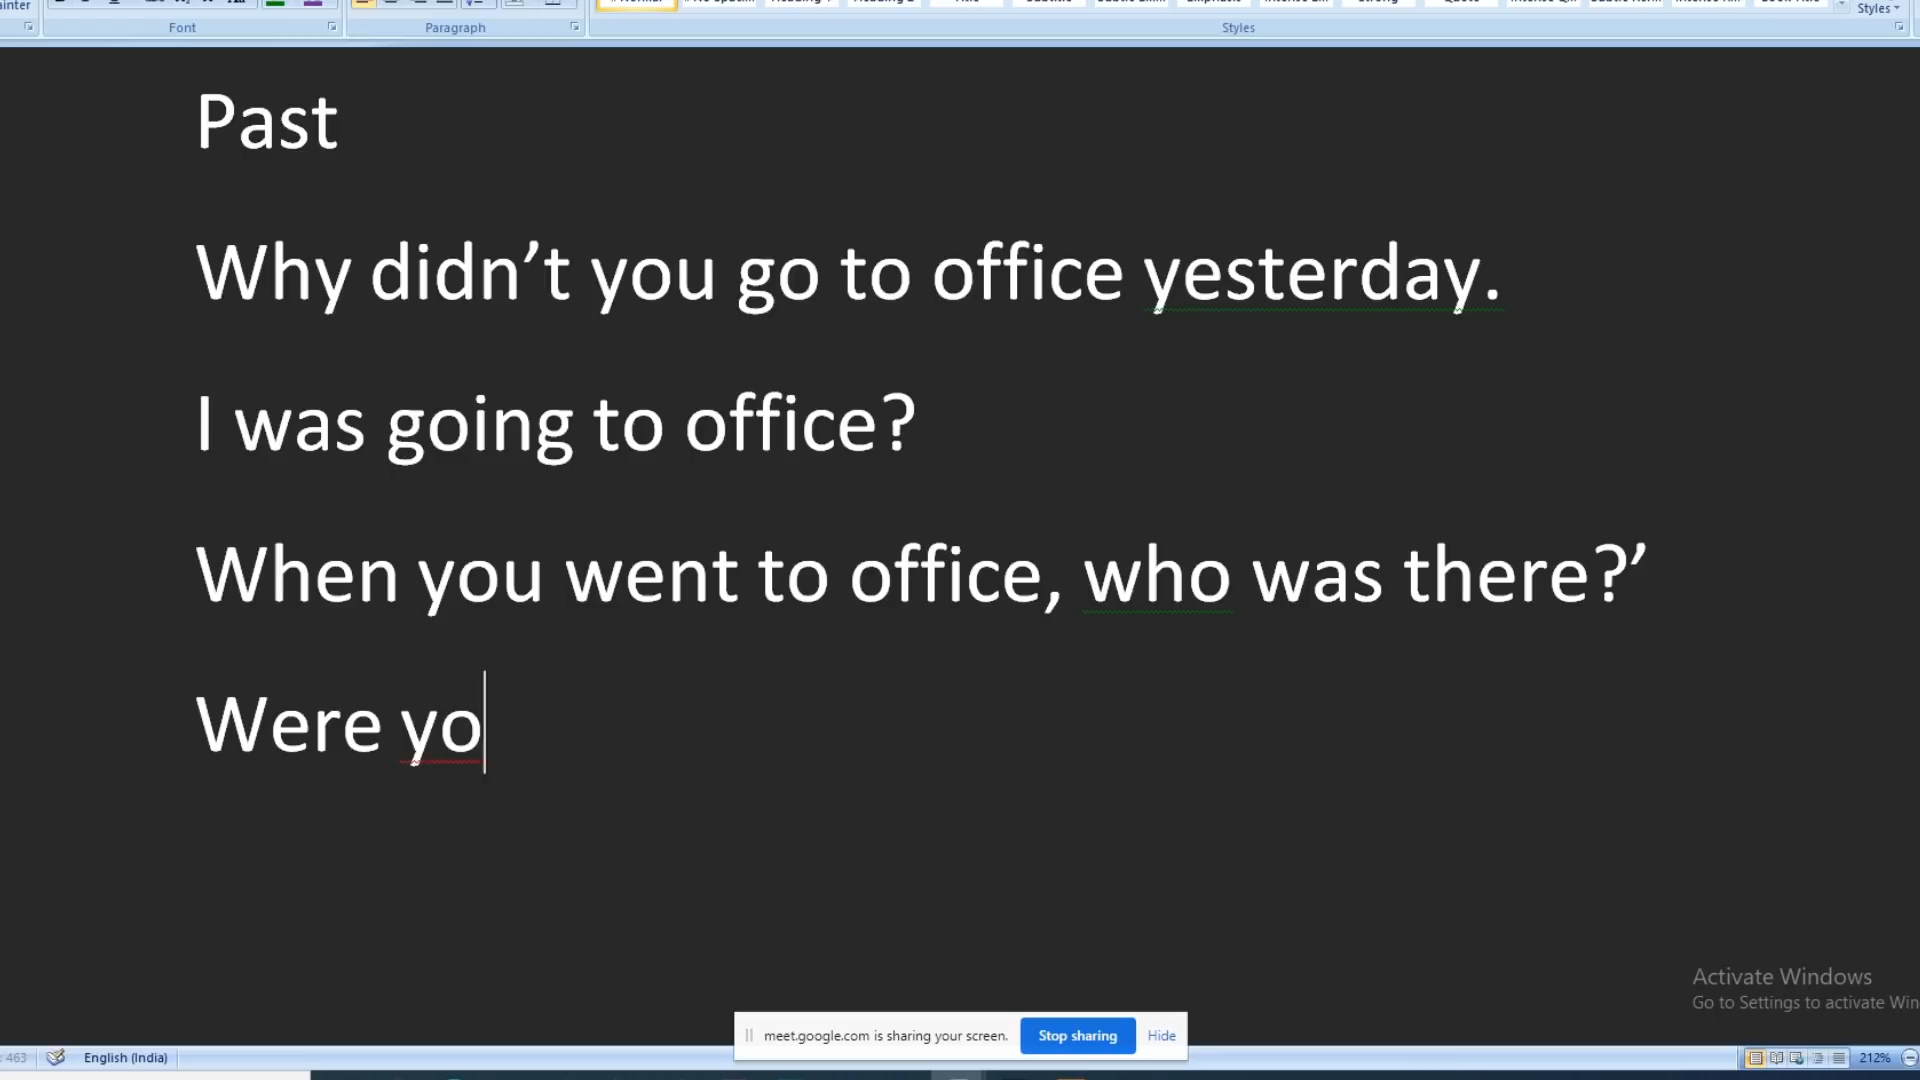 Font
Paragraph
Styles
Styles
Past
Why didn’t you go to office yesterday.
I was going to office?
When you went to office, who was there?’
Were yo
Activate Windows
Go to Settings to activate Win
meet.google.com is sharing your screen.
Stop sharing
Hide
: 463
English (India)
212%